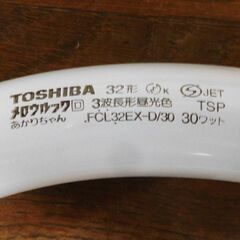 TOSHIBA 32形 K JET
メロウルック D 3波長形昼光色 TSP
あかりちゃん FCL32EX-D/30 30ワット